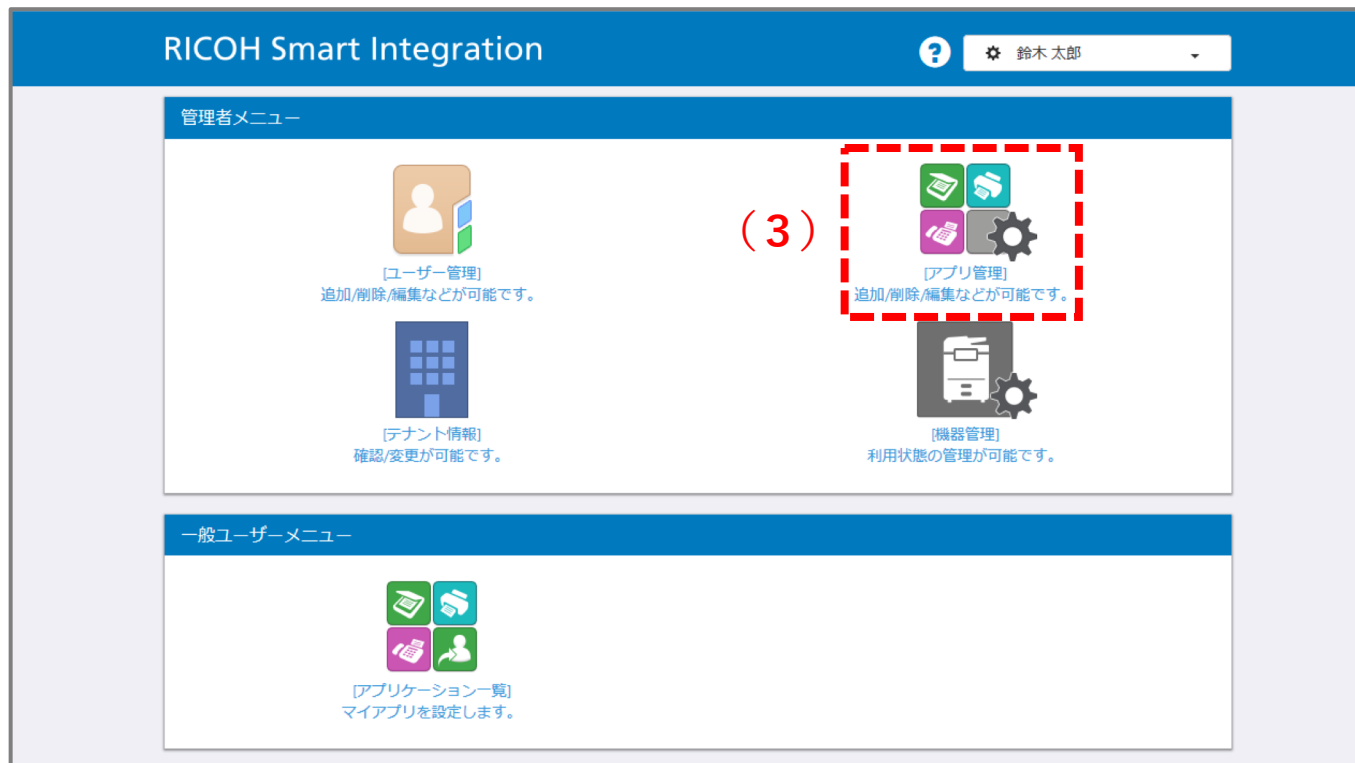 RICOH Smart Integration
? 鈴木 太郎
管理者メニュー
[ユーザー管理]
追加/削除/編集などが可能です。
(3)
[アプリ管理]
追加/削除/編集などが可能です。
[テナント情報]
確認/変更が可能です。
[機器管理]
利用状態の管理が可能です。
一般ユーザーメニュー
[アプリケーション一覧]
マイアプリを設定します。